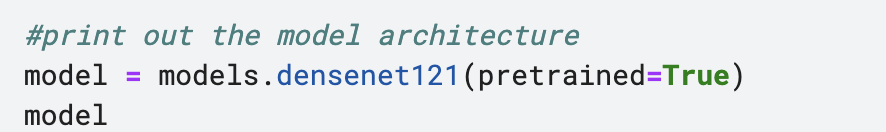 #print out the model architecture
model = models.densenet121(pretrained=True)
model